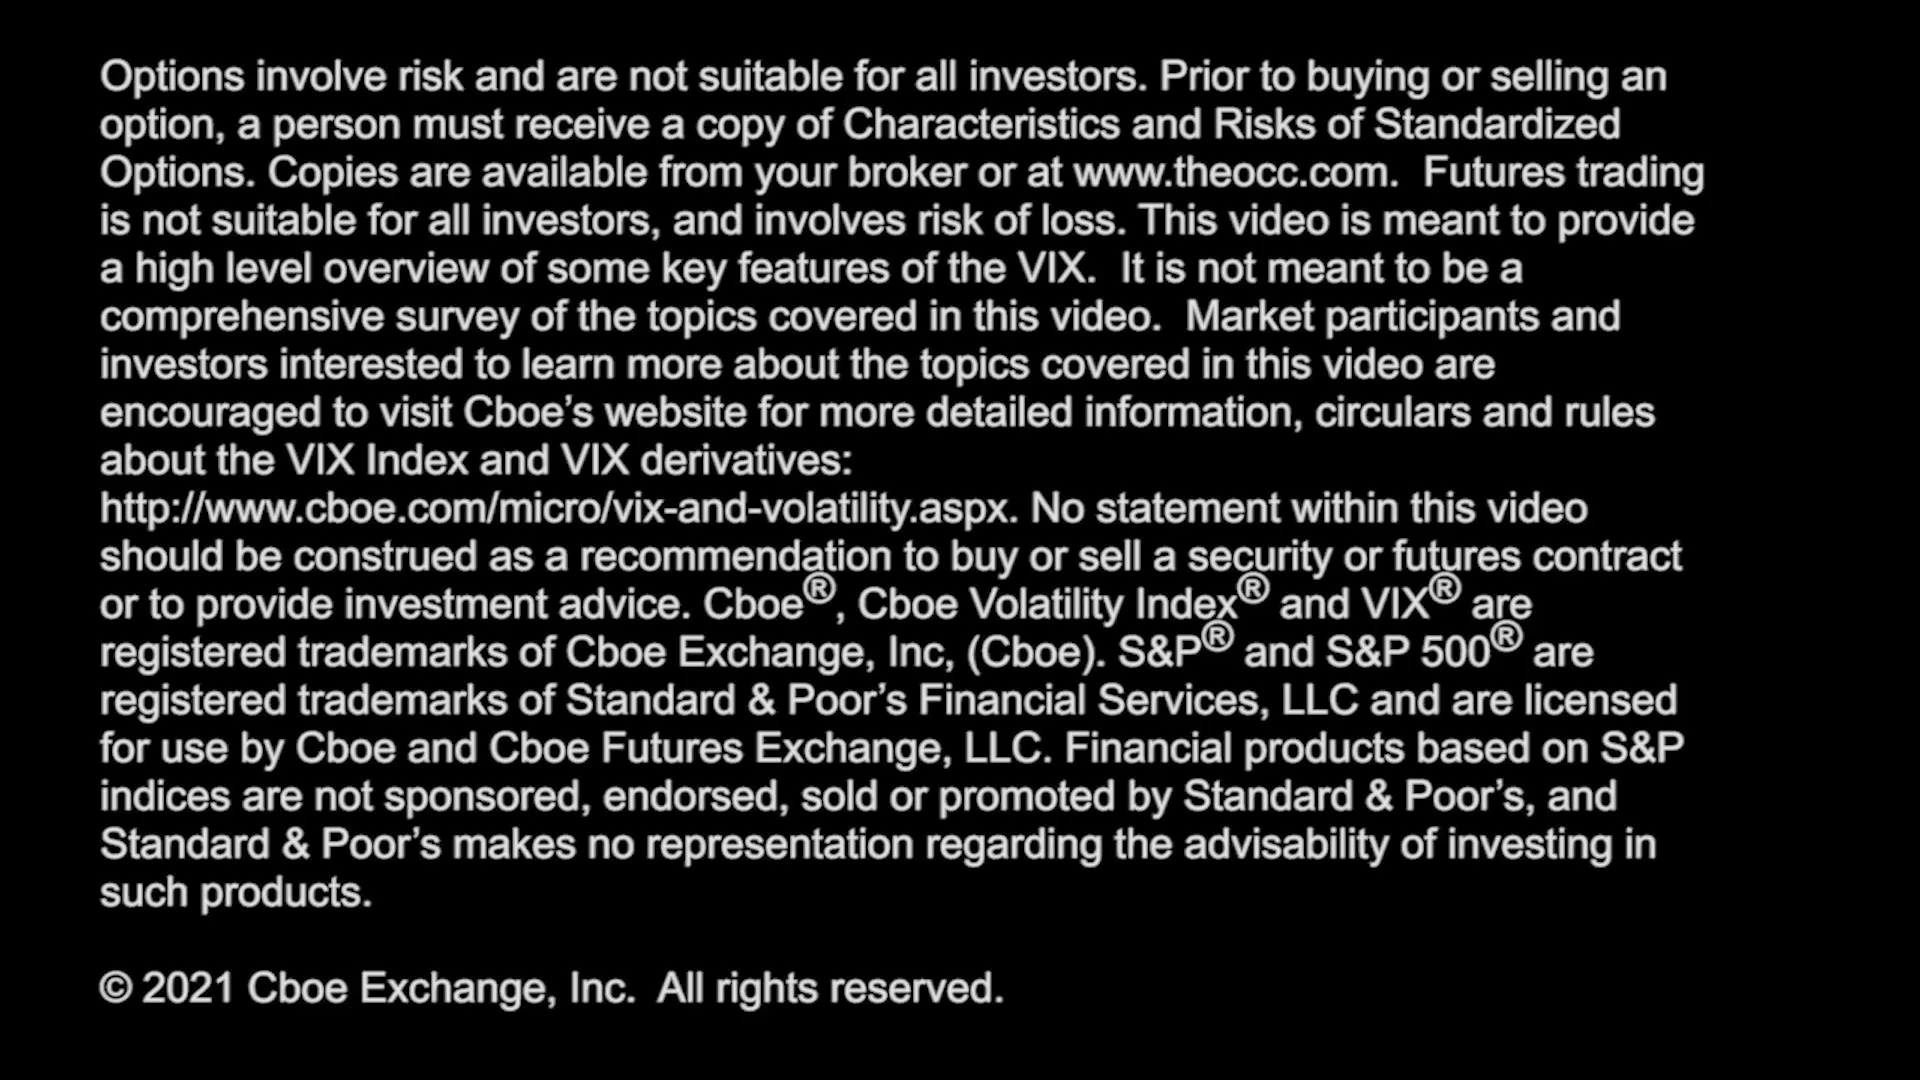 Options involve risk and are not suitable for all investors. Prior to buying or selling an
option, a person must receive a copy of Characteristics and Risks of Standardized
Options. Copies are available from your broker or at www.theocc.com.  Futures trading
is not suitable for all investors, and involves risk of loss. This video is meant to provide
a high level overview of some key features of the VIX.  It is not meant to be a
comprehensive survey of the topics covered in this video.  Market participants and
investors interested to learn more about the topics covered in this video are
encouraged to visit Cboe’s website for more detailed information, circulars and rules
about the VIX Index and VIX derivatives:
http://www.cboe.com/micro/vix-and-volatility.aspx. No statement within this video
should be construed as a recommendation to buy or sell a security or futures contract
or to provide investment advice. Cboe®, Cboe Volatility Index® and VIX® are
registered trademarks of Cboe Exchange, Inc, (Cboe). S&P® and S&P 500® are
registered trademarks of Standard & Poor’s Financial Services, LLC and are licensed
for use by Cboe and Cboe Futures Exchange, LLC. Financial products based on S&P
indices are not sponsored, endorsed, sold or promoted by Standard & Poor’s, and
Standard & Poor’s makes no representation regarding the advisability of investing in
such products.
© 2021 Cboe Exchange, Inc.  All rights reserved.